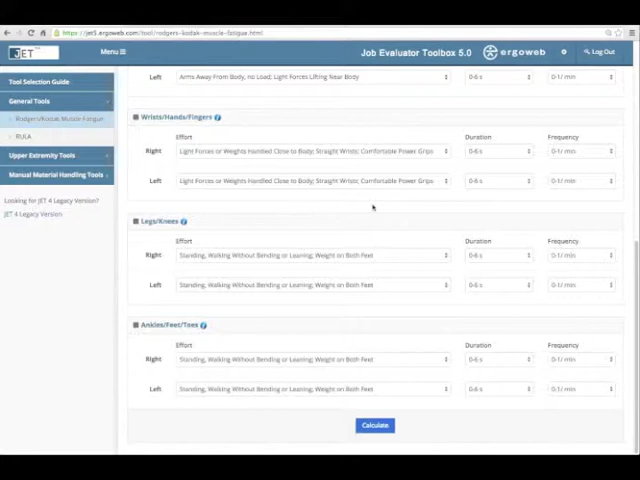 https://jet5.ergoweb.com/tool/rodgers-kodak-muscle-fatigue.html
JET Menu Job Evaluator Toolbox 5.0 ergoweb Log Out
Tool Selection Guide
General Tools
Rodgers/Kodak Muscle Fatigue
RULA
Upper Extremity Tools
Manual Material Handling Tools
Looking for JET 4 Legacy Version?
JET 4 Legacy Version
Left Arms Away From Body, no Load; Light Forces Lifting Near Body 0-6 s 0-1/ min
Wrists/Hands/Fingers
Effort Duration Frequency
Right Light Forces or Weights Handled Close to Body; Straight Wrists; Comfortable Power Grips 0-6 s 0-1/ min
Left Light Forces or Weights Handled Close to Body; Straight Wrists; Comfortable Power Grips 0-6 s 0-1/ min
Legs/Knees
Effort Duration Frequency
Right Standing, Walking Without Bending or Leaning; Weight on Both Feet 0-6 s 0-1/ min
Left Standing, Walking Without Bending or Leaning; Weight on Both Feet 0-6 s 0-1/ min
Ankles/Feet/Toes
Effort Duration Frequency
Right Standing, Walking Without Bending or Leaning; Weight on Both Feet 0-6 s 0-1/ min
Left Standing, Walking Without Bending or Leaning; Weight on Both Feet 0-6 s 0-1/ min
Calculate